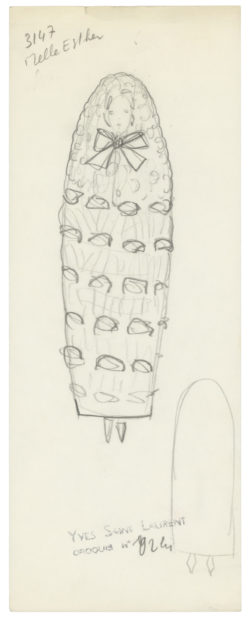 3147
Melle Esther
YVES SAINT LAURENT
CROQUIS N°